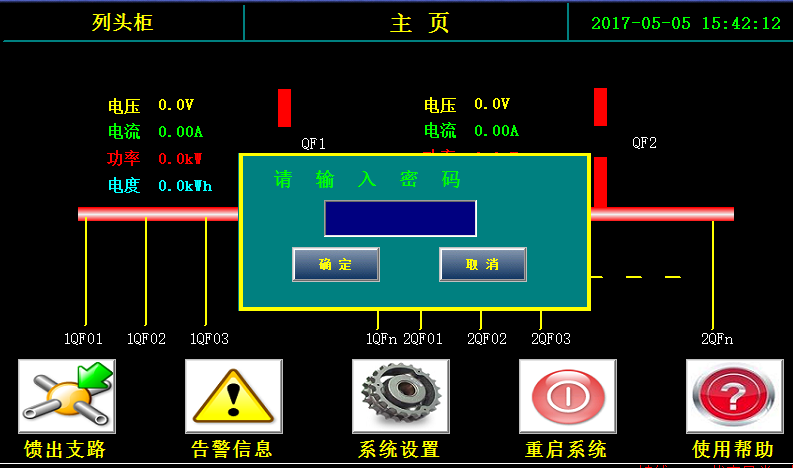 列头柜
主 页
2017-05-05 15:42:12
电压 0.0V
电流 0.00A
功率 0.0kW
电度 0.0kWh
QF1
电压 0.0V
电流 0.00A
QF2
请 输 入 密 码
确 定
取 消
1QF01
1QF02
1QF03
1QFn
2QF01
2QF02
2QF03
2QFn
馈出支路
告警信息
系统设置
重启系统
使用帮助